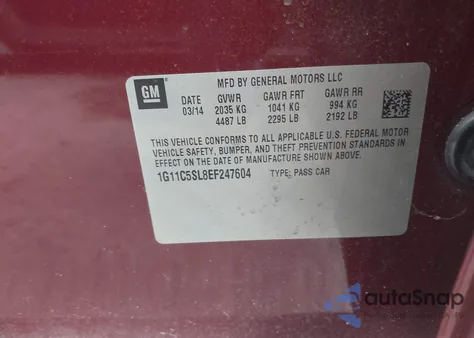 GM
MFD BY GENERAL MOTORS LLC
DATE GVWR GAWR FRT GAWR RR
03/14 2035 KG 1041 KG 994 KG
4487 LB 2295 LB 2192 LB
THIS VEHICLE CONFORMS TO ALL APPLICABLE U.S. FEDERAL MOTOR
VEHICLE SAFETY, BUMPER, AND THEFT PREVENTION STANDARDS IN
EFFECT ON THE DATE OF MANUFACTURE SHOWN ABOVE.
1G11C5SL8EF247604 TYPE: PASS CAR
autoSnap